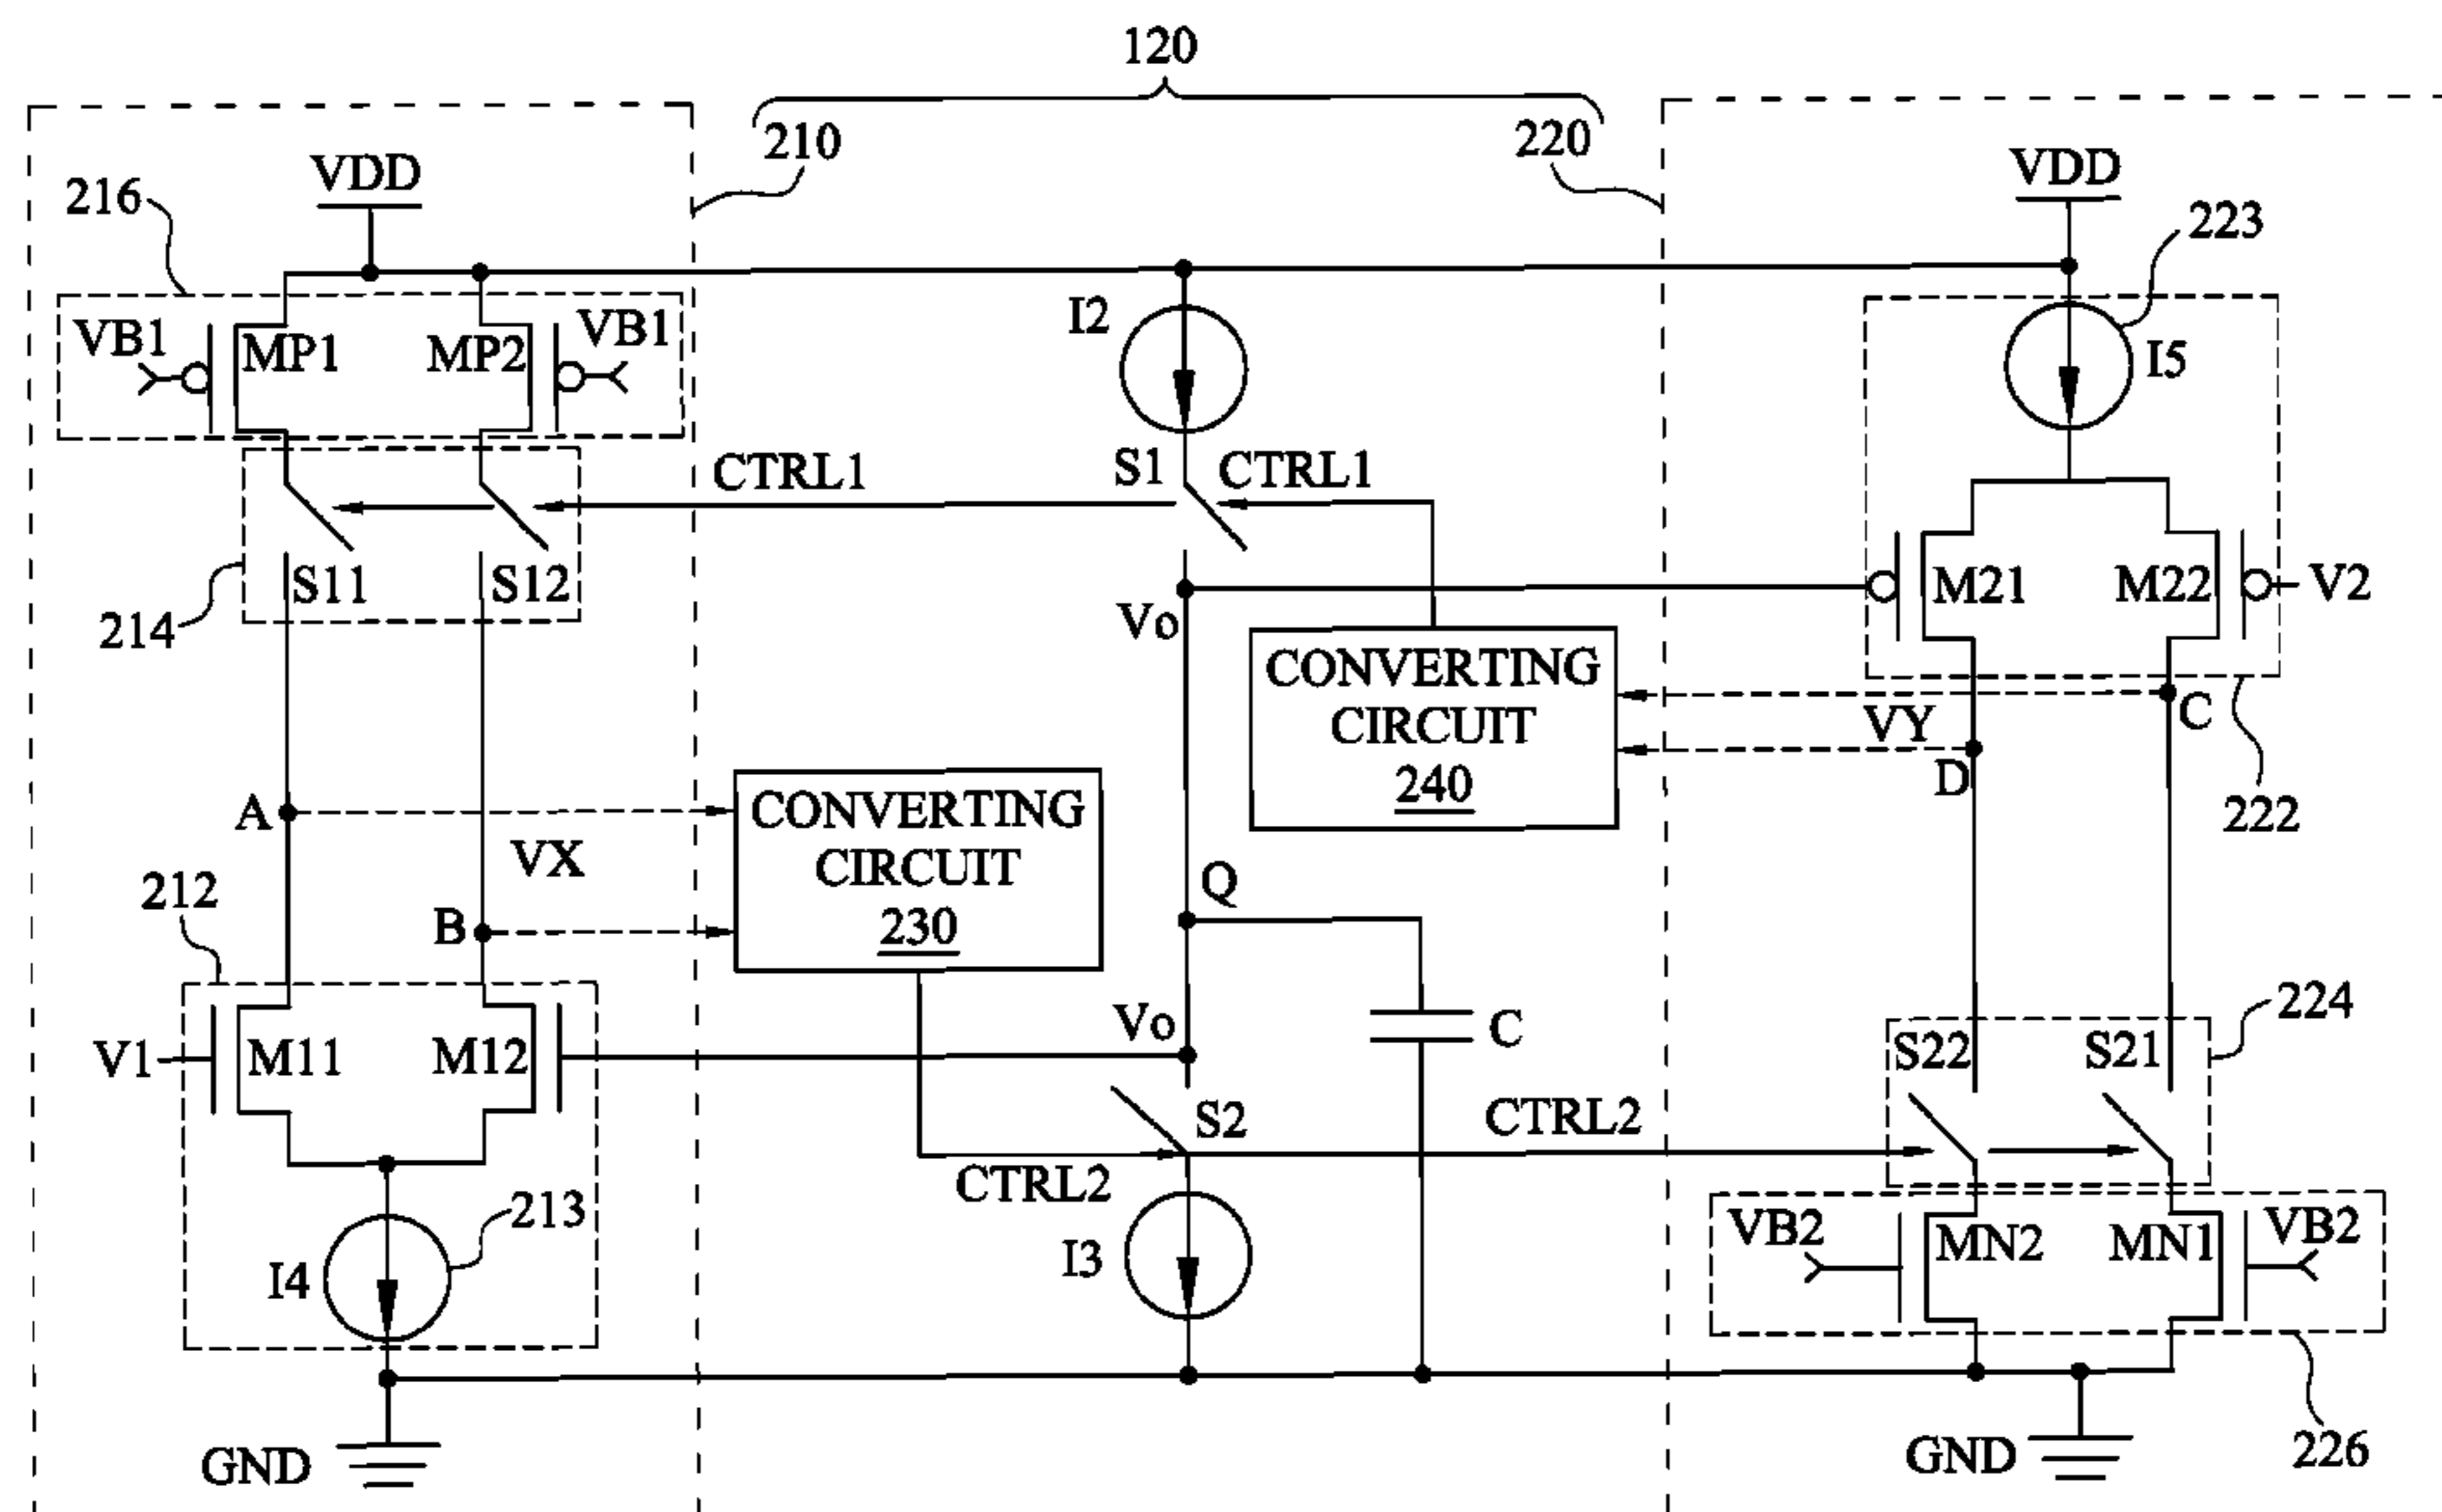 120
210
220
VDD
VDD
216
223
VB1
MP1
MP2
VB1
I2
I5
S1
CTRL1
CTRL1
S11
S12
214
Vo
M21
M22
V2
CONVERTING
CIRCUIT
240
VY
C
D
222
A
VX
B
CONVERTING
CIRCUIT
230
212
Q
Vo
C
V1
M11
M12
S2
CTRL2
CTRL2
S22
S21
224
213
I4
I3
VB2
MN2
MN1
VB2
GND
GND
226